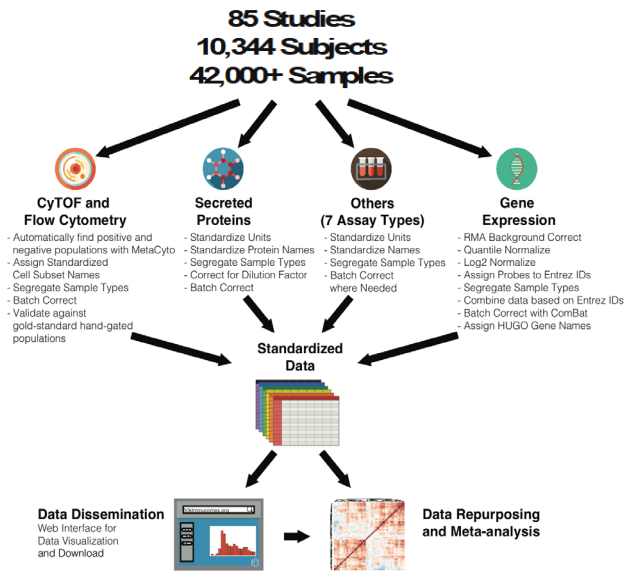 85 Studies
10,344 Subjects
42,000+ Samples
CyTOF and
Flow Cytometry
- Automatically find positive and
negative populations with MetaCyto
- Assign Standardized
Cell Subset Names
- Segregate Sample Types
- Batch Correct
- Validate against
gold-standard hand-gated
populations
Secreted
Proteins
- Standardize Units
- Standardize Protein Names
- Segregate Sample Types
- Correct for Dilution Factor
- Batch Correct
Others
(7 Assay Types)
- Standardize Units
- Standardize Names
- Segregate Sample Types
- Batch Correct
where Needed
Gene
Expression
- RMA Background Correct
- Quantile Normalize
- Log2 Normalize
- Assign Probes to Entrez IDs
- Segregate Sample Types
- Combine data based on Entrez IDs
- Batch Correct with ComBat
- Assign HUGO Gene Names
Standardized
Data
Data Dissemination
Web Interface for
Data Visualization
and Download
10kImmunomes.org
Data Repurposing
and Meta-analysis